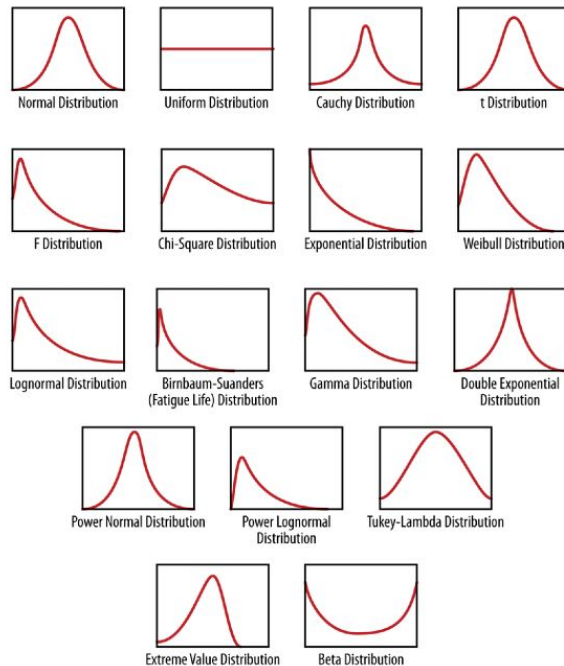 Normal Distribution
Uniform Distribution
Cauchy Distribution
t Distribution
F Distribution
Chi-Square Distribution
Exponential Distribution
Weibull Distribution
Lognormal Distribution
Birnbaum-Suanders
(Fatigue Life) Distribution
Gamma Distribution
Double Exponential
Distribution
Power Normal Distribution
Power Lognormal
Distribution
Tukey-Lambda Distribution
Extreme Value Distribution
Beta Distribution